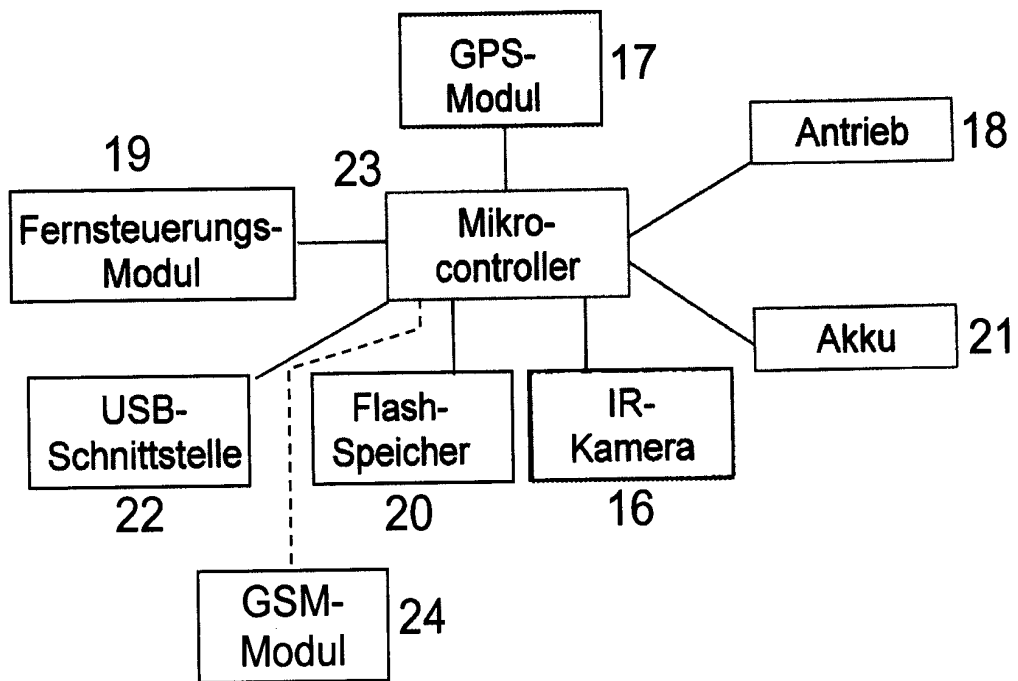 GPS-
Modul
17
Antrieb
18
19
23
Fernsteuerungs-
Modul
Mikro-
controller
Akku
21
USB-
Schnittstelle
22
Flash-
Speicher
20
IR-
Kamera
16
GSM-
Modul
24